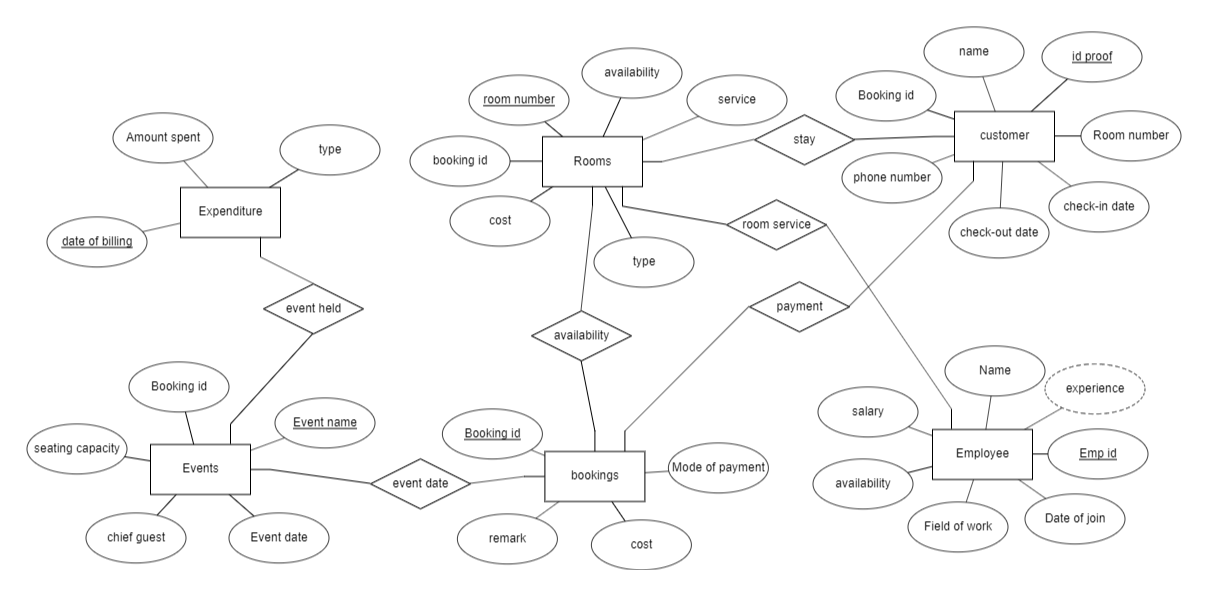 name
id proof
availability
Booking id
room number
service
Amount spent
customer
Room number
stay
type
booking id
Rooms
phone number
check-in date
Expenditure
cost
room service
check-out date
date of billing
type
event held
payment
availability
Name
Booking id
experience
salary
Event name
Booking id
seating capacity
Employee
Emp id
Events
Mode of payment
bookings
event date
availability
Date of join
Field of work
chief guest
Event date
remark
cost